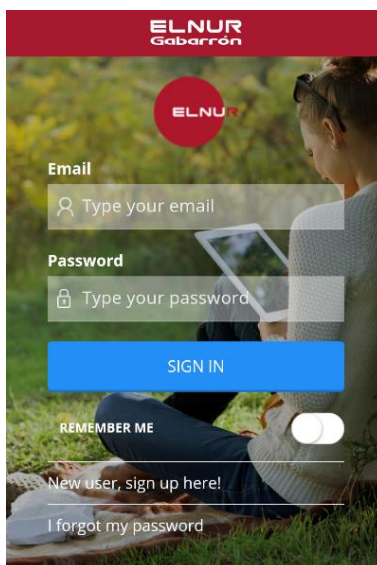 ELNUR
Gabarrón
ELNUR
Email
Type your email
Password
Type your password
SIGN IN
REMEMBER ME
New user, sign up here!
I forgot my password